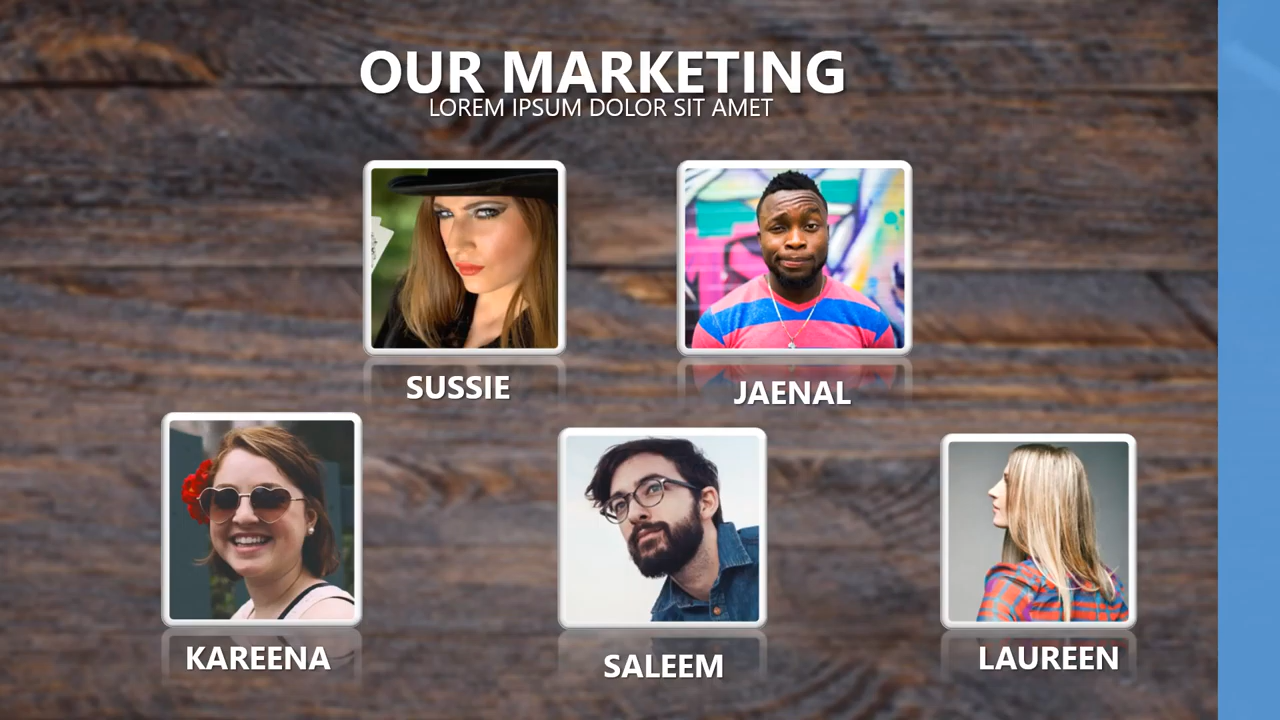 OUR MARKETING
LOREM IPSUM DOLOR SIT AMET
SUSSIE
JAENAL
KAREENA
SALEEM
LAUREEN